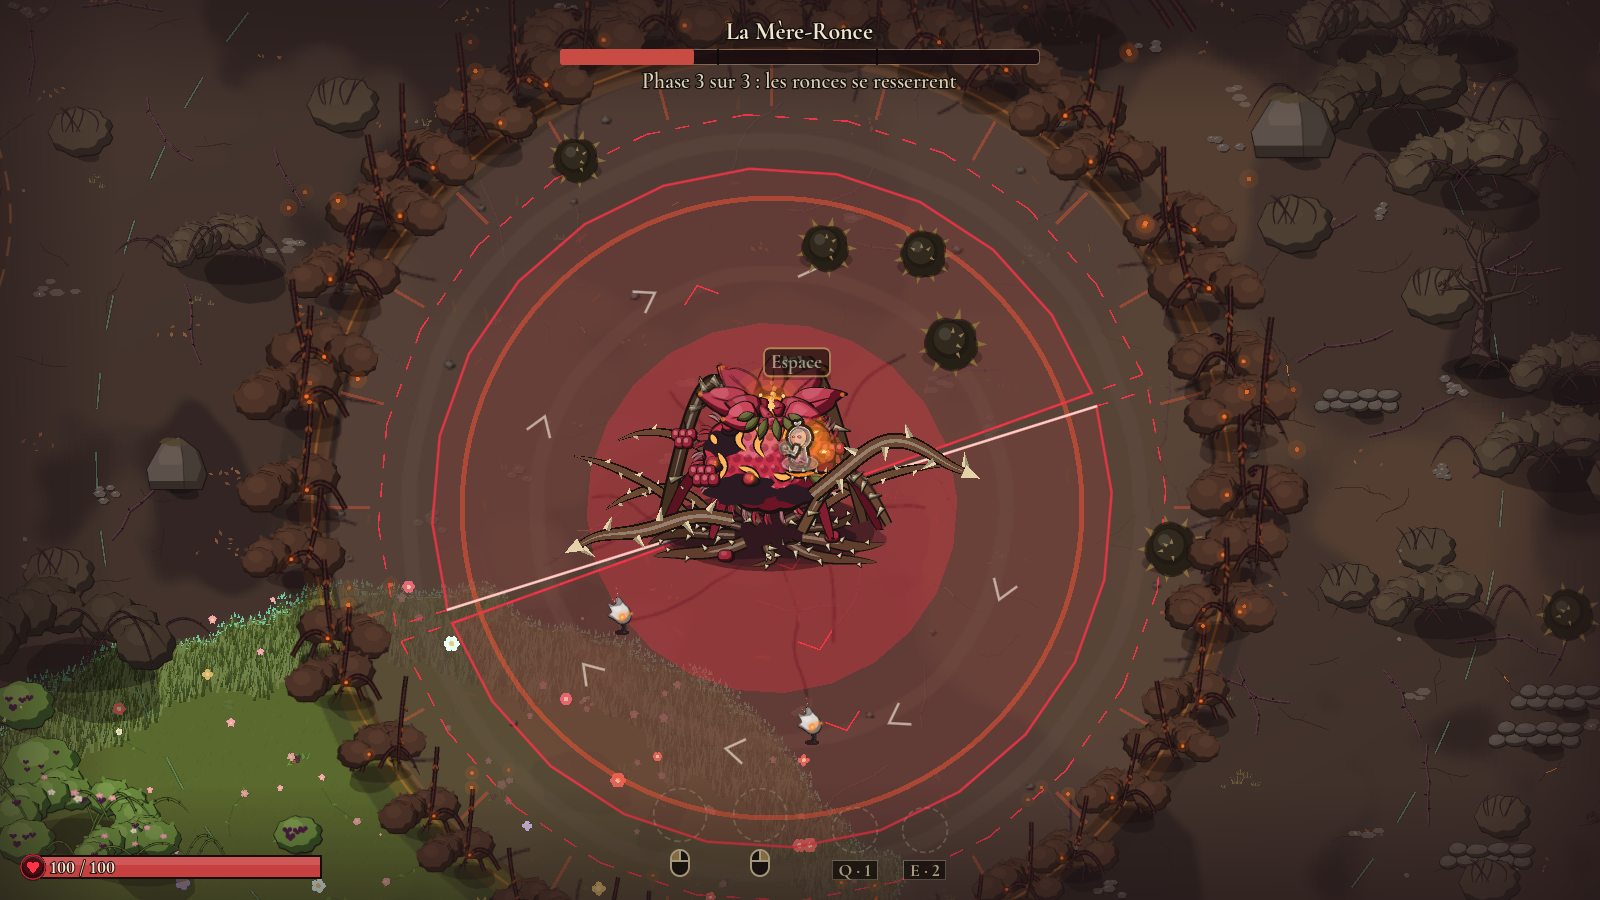 La Mère-Ronce
Phase 3 sur 3 : les ronces se resserrent
Espace
100 / 100
Q · 1
E · 2